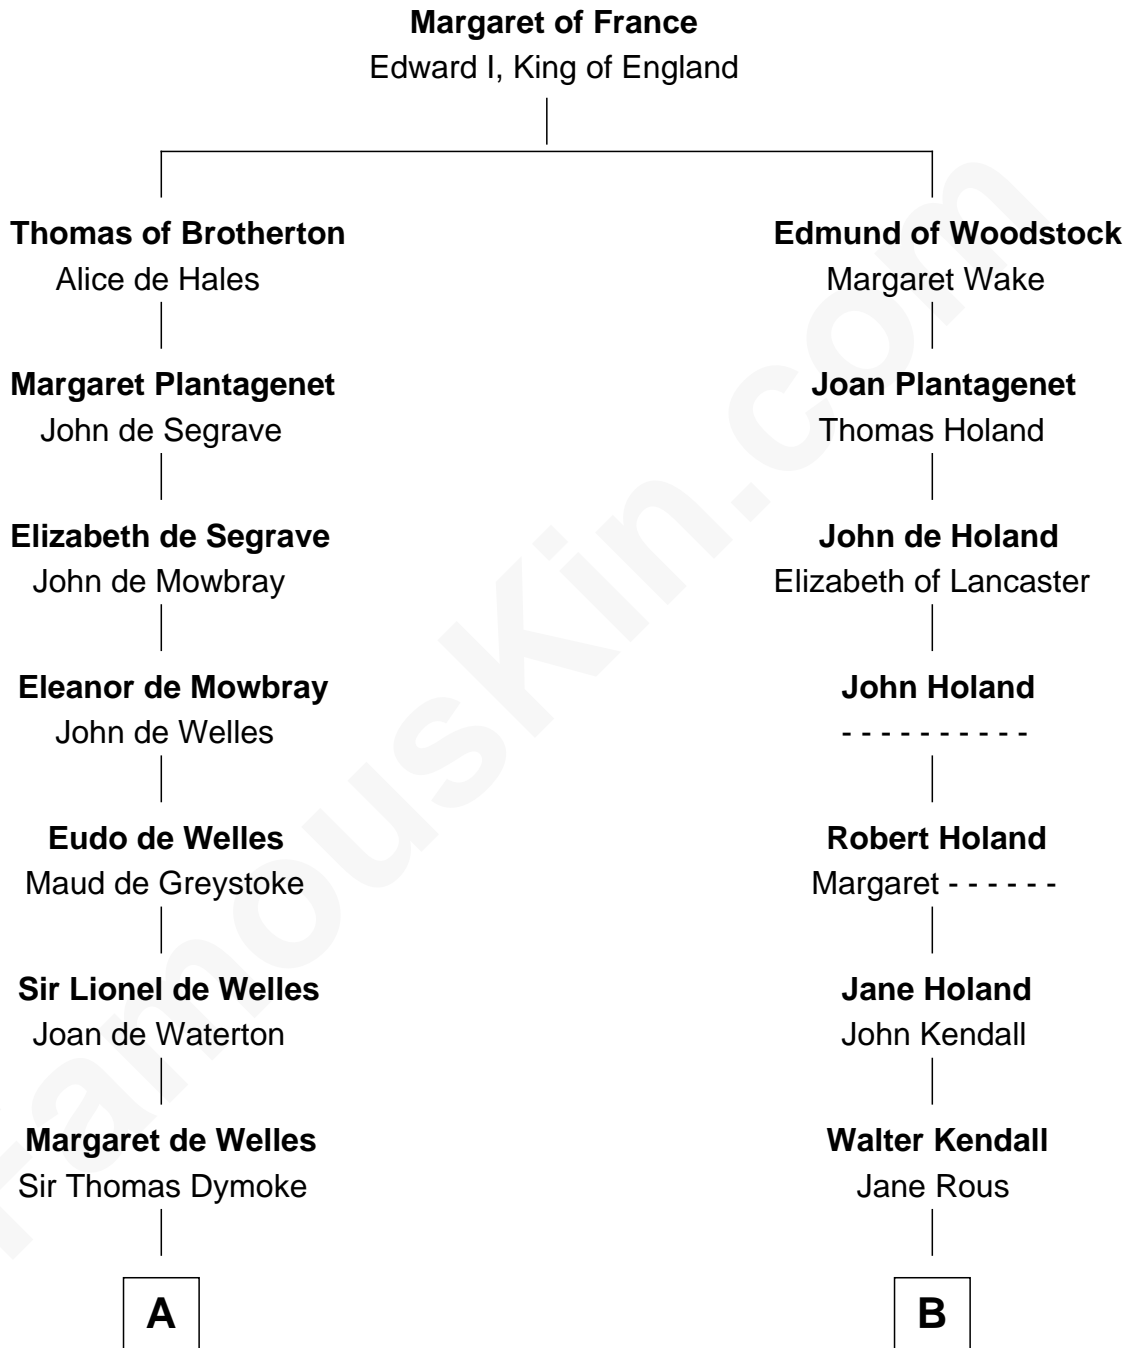 Margaret of France
Edward I, King of England
Thomas of Brotherton
Alice de Hales
Edmund of Woodstock
Margaret Wake
Margaret Plantagenet
John de Segrave
Joan Plantagenet
Thomas Holand
Elizabeth de Segrave
John de Mowbray
John de Holand
Elizabeth of Lancaster
Eleanor de Mowbray
John de Welles
John Holand
- - - - - - - - - -
Eudo de Welles
Maud de Greystoke
Robert Holand
Margaret - - - - - -
Sir Lionel de Welles
Joan de Waterton
Jane Holand
John Kendall
Margaret de Welles
Sir Thomas Dymoke
Walter Kendall
Jane Rous
A
B
FamousKin.com